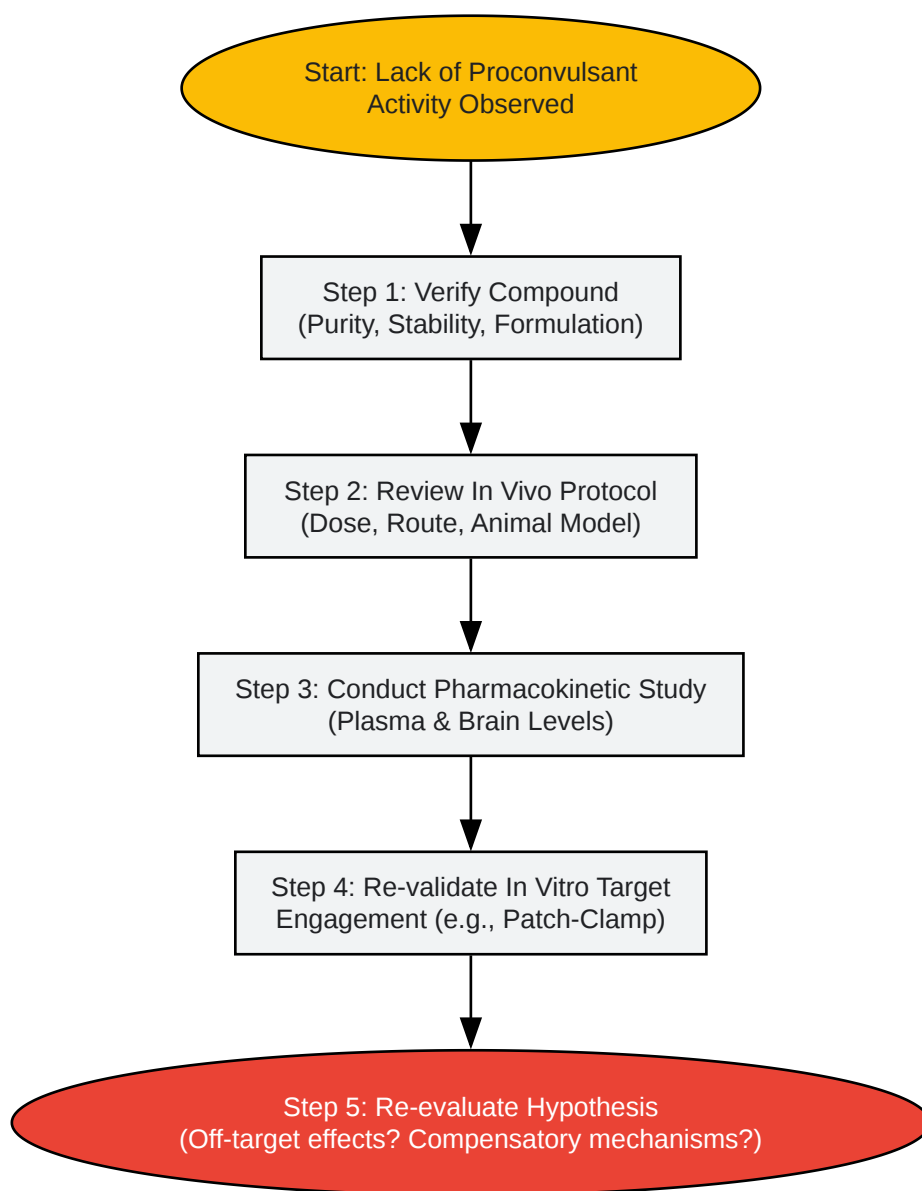 Start: Lack of Proconvulsant
Activity Observed
Step 1: Verify Compound
(Purity, Stability, Formulation)
Step 2: Review In Vivo Protocol
(Dose, Route, Animal Model)
Step 3: Conduct Pharmacokinetic Study
(Plasma & Brain Levels)
Step 4: Re-validate In Vitro Target
Engagement (e.g., Patch-Clamp)
Step 5: Re-evaluate Hypothesis
(Off-target effects? Compensatory mechanisms?)